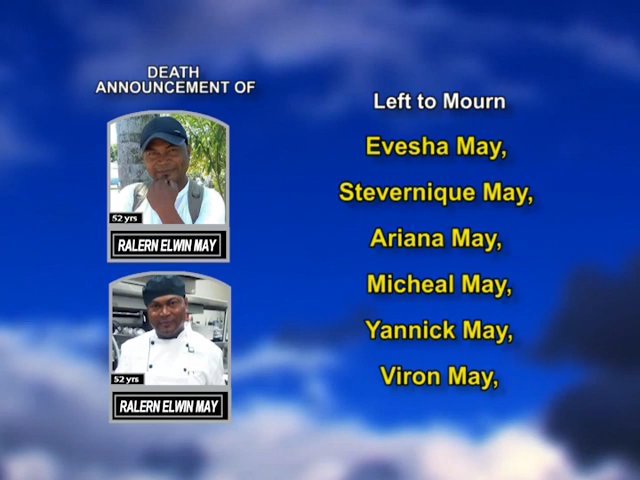 DEATH
ANNOUNCEMENT OF
52 yrs
RALERN ELWIN MAY
52 yrs
RALERN ELWIN MAY
Left to Mourn
Evesha May,
Stevernique May,
Ariana May,
Micheal May,
Yannick May,
Viron May,